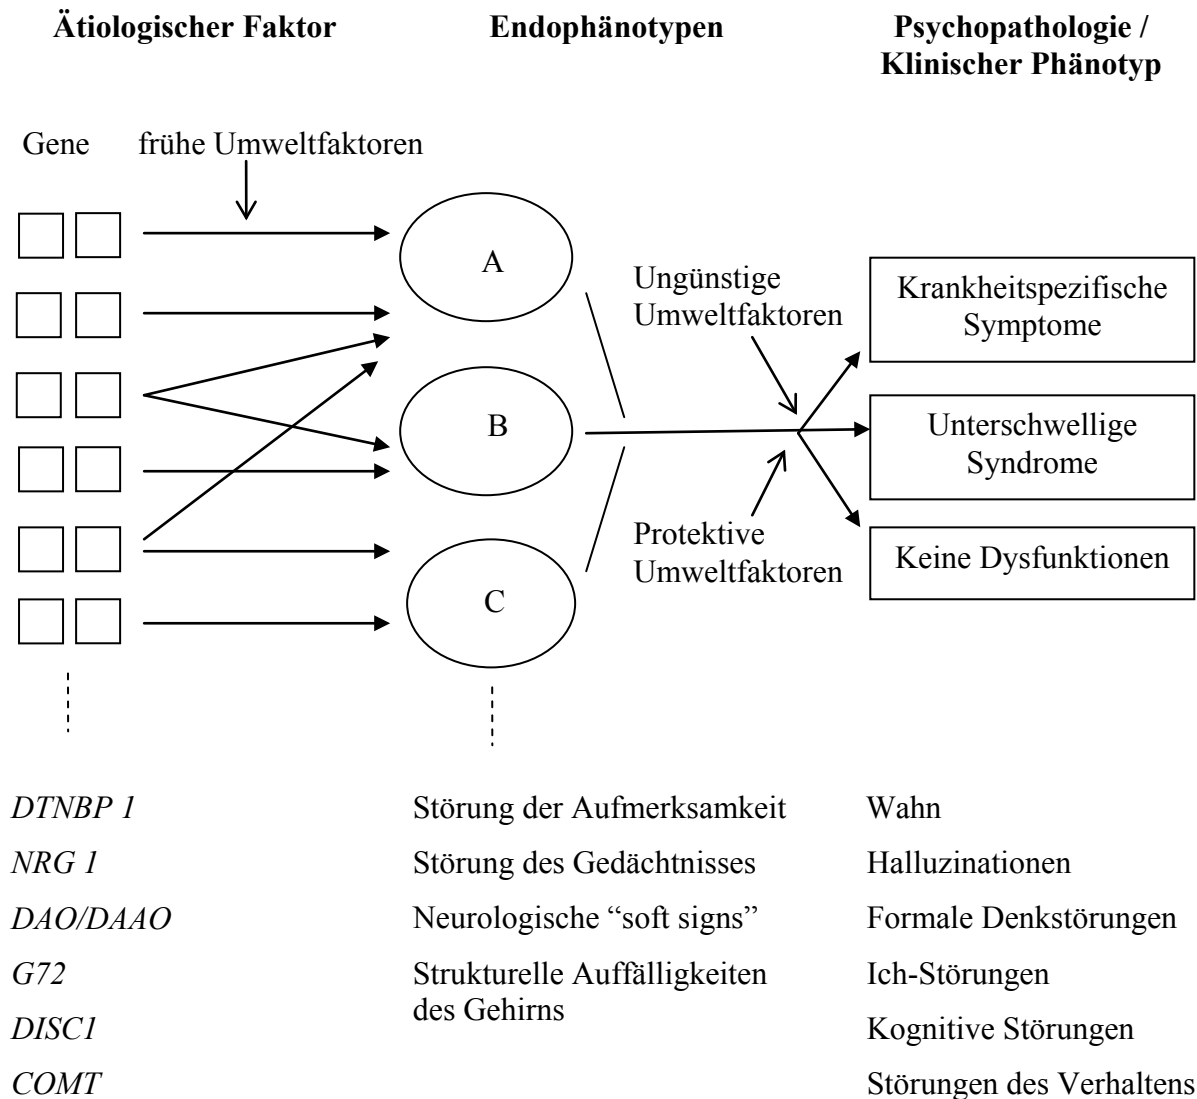 Ätiologischer Faktor
Endophänotypen
Psychopathologie /
Klinischer Phänotyp
Gene
frühe Umweltfaktoren
A
B
C
Ungünstige
Umweltfaktoren
Protektive
Umweltfaktoren
Krankheitspezifische
Symptome
Unterschwellige
Syndrome
Keine Dysfunktionen
DTNBP 1
NRG 1
DAO/DAAO
G72
DISC1
COMT
Störung der Aufmerksamkeit
Störung des Gedächtnisses
Neurologische “soft signs”
Strukturelle Auffälligkeiten
des Gehirns
Wahn
Halluzinationen
Formale Denkstörungen
Ich-Störungen
Kognitive Störungen
Störungen des Verhaltens